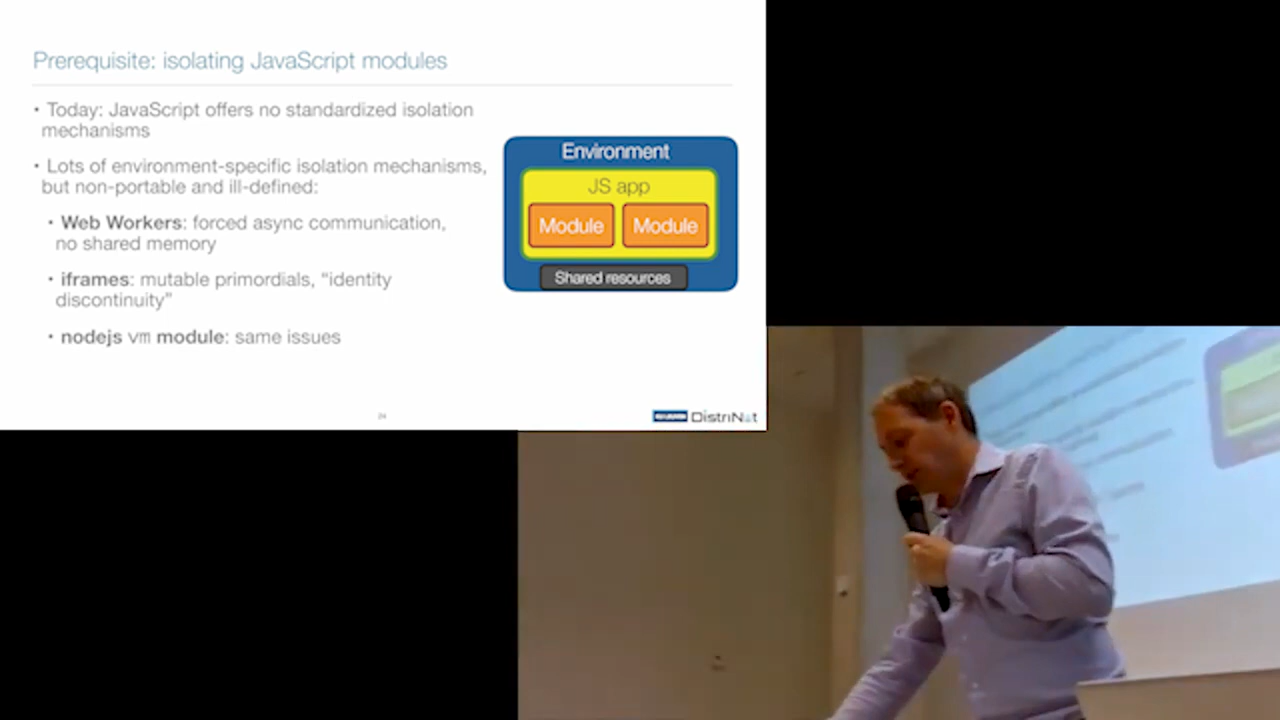 Prerequisite: isolating JavaScript modules
• Today: JavaScript offers no standardized isolation
mechanisms
• Lots of environment-specific isolation mechanisms,
but non-portable and ill-defined:
• Web Workers: forced async communication,
no shared memory
• iframes: mutable primordials, “identity
discontinuity”
• nodejs vm module: same issues
Environment
JS app
Module Module
Shared resources
24
DistriNet